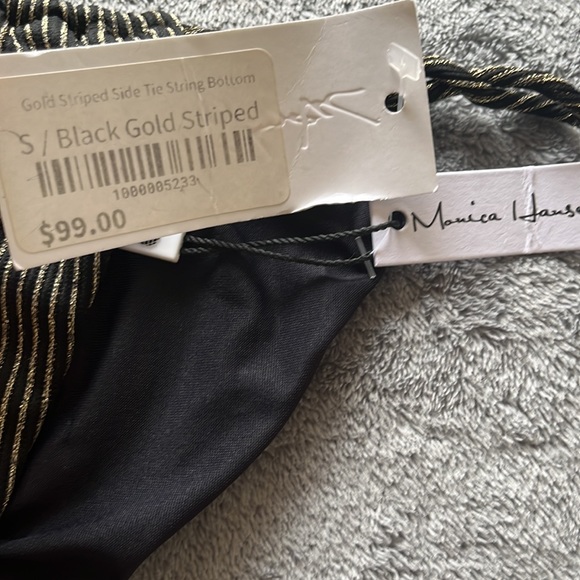 Gold Striped Side Tie String Bottom
S / Black Gold Striped
1000005233
$99.00
Monica Hanse